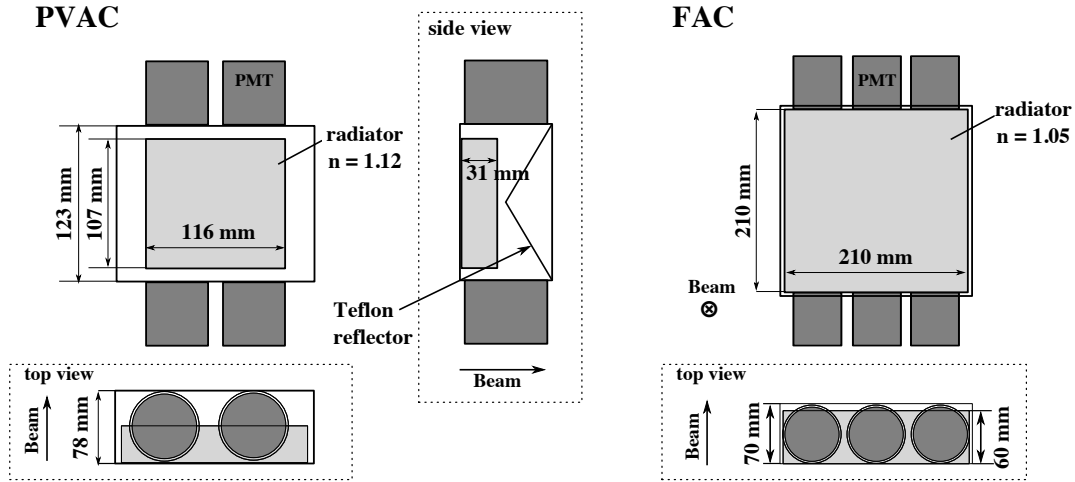 PVAC
PMT
radiator
n = 1.12
123 mm
107 mm
116 mm
side view
31 mm
Teflon
reflector
Beam
top view
Beam
78 mm
FAC
PMT
radiator
n = 1.05
210 mm
210 mm
Beam
top view
Beam
70 mm
60 mm